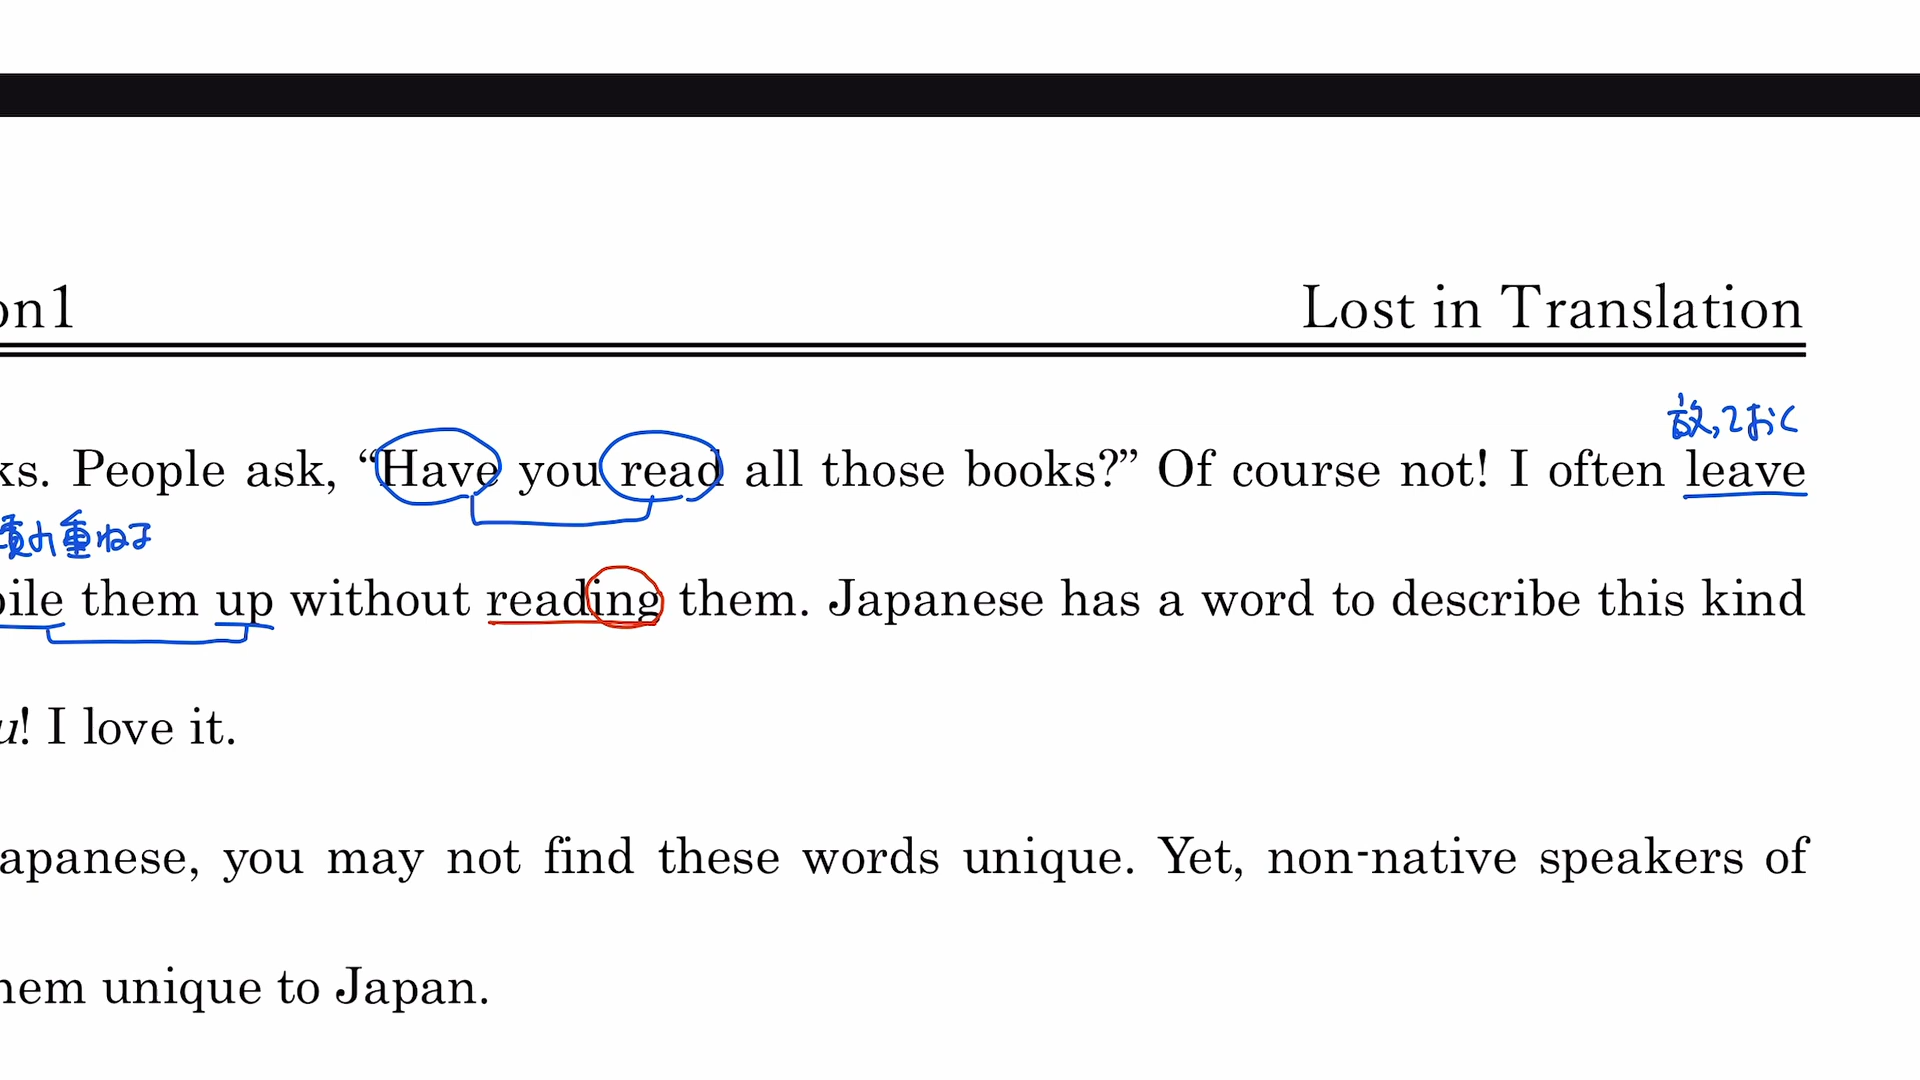 on1 Lost in Translation
放っておく
ks. People ask, “Have you read all those books?” Of course not! I often leave
積み重ねる
pile them up without reading them. Japanese has a word to describe this kind
u! I love it.
apanese, you may not find these words unique. Yet, non-native speakers of
hem unique to Japan.